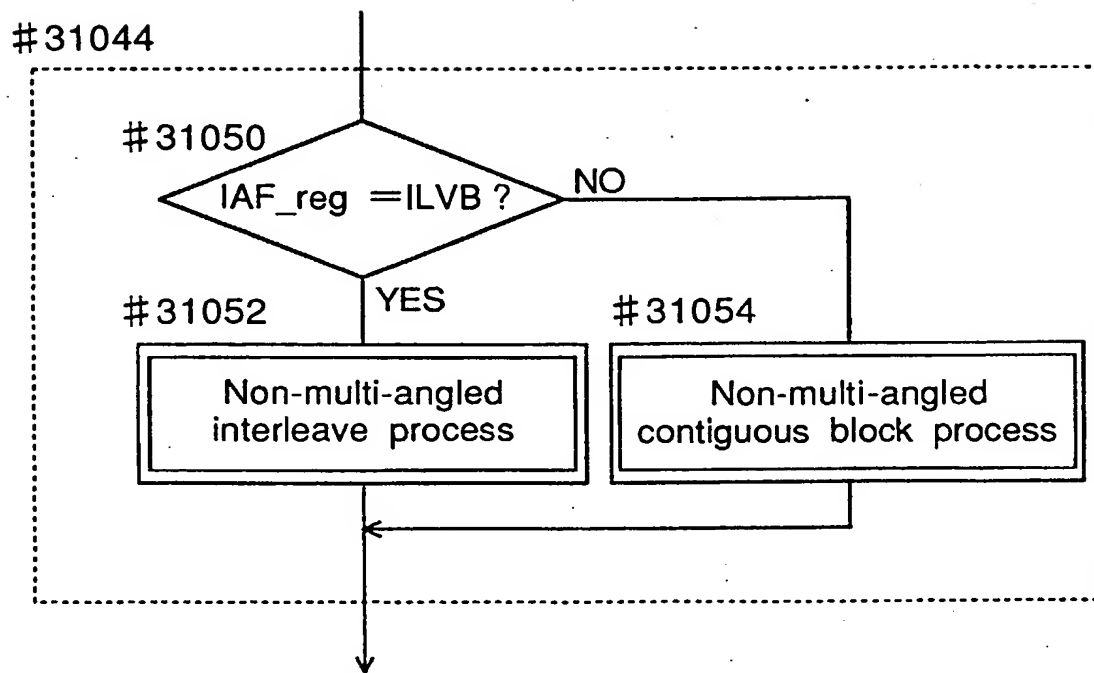 #31044
#31050
IAF_reg =ILVB ?
NO
YES
#31052
#31054
Non-multi-angled
interleave process
Non-multi-angled
contiguous block process